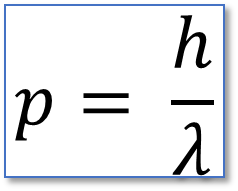 p = h/λ